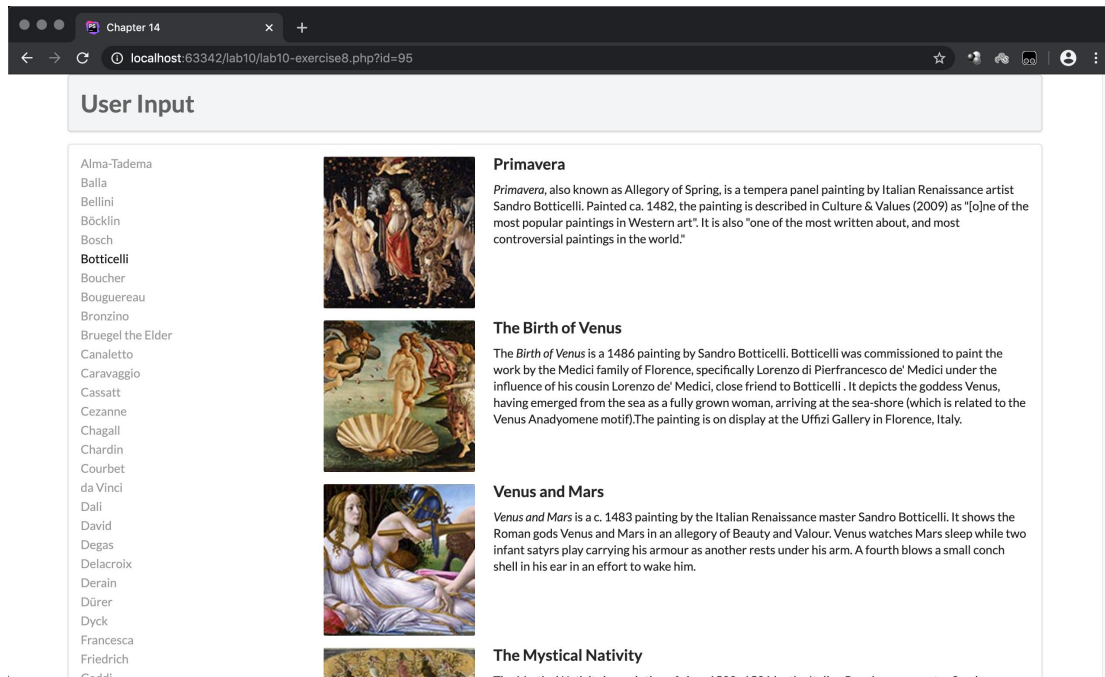 Chapter 14
localhost:63342/lab10/lab10-exercise8.php?id=95
User Input
Alma-Tadema
Balla
Bellini
Böcklin
Bosch
Botticelli
Boucher
Bouguereau
Bronzino
Bruegel the Elder
Canaletto
Caravaggio
Cassatt
Cezanne
Chagall
Chardin
Courbet
da Vinci
Dali
David
Degas
Delacroix
Derain
Dürer
Dyck
Francesca
Friedrich
Primavera
Primavera, also known as Allegory of Spring, is a tempera panel painting by Italian Renaissance artist
Sandro Botticelli. Painted ca. 1482, the painting is described in Culture & Values (2009) as "[o]ne of the
most popular paintings in Western art". It is also "one of the most written about, and most
controversial paintings in the world."
The Birth of Venus
The Birth of Venus is a 1486 painting by Sandro Botticelli. Botticelli was commissioned to paint the
work by the Medici family of Florence, specifically Lorenzo di Pierfrancesco de' Medici under the
influence of his cousin Lorenzo de' Medici, close friend to Botticelli . It depicts the goddess Venus,
having emerged from the sea as a fully grown woman, arriving at the sea-shore (which is related to the
Venus Anadyomene motif).The painting is on display at the Uffizi Gallery in Florence, Italy.
Venus and Mars
Venus and Mars is a c. 1483 painting by the Italian Renaissance master Sandro Botticelli. It shows the
Roman gods Venus and Mars in an allegory of Beauty and Valour. Venus watches Mars sleep while two
infant satyrs play carrying his armour as another rests under his arm. A fourth blows a small conch
shell in his ear in an effort to wake him.
The Mystical Nativity